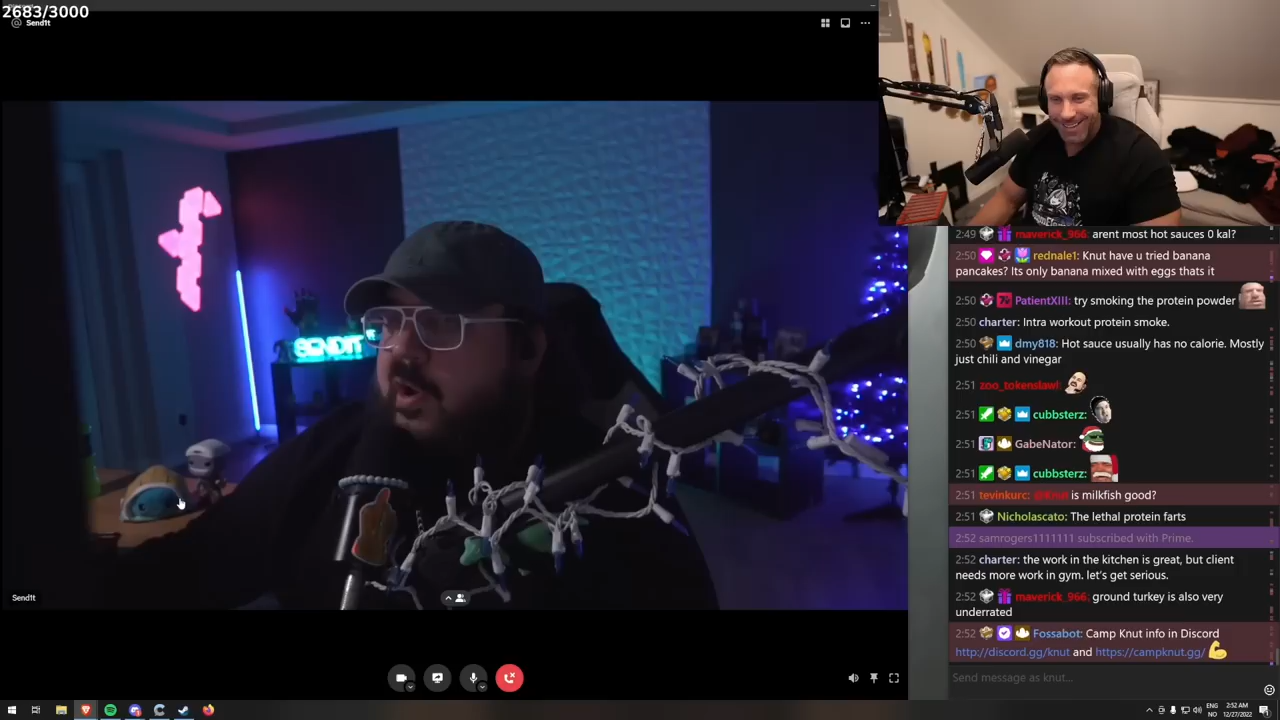 2683/3000
Send1t
2:49 maverick_966: arent most hot sauces 0 kal?
2:50 rednale1: Knut have u tried banana
pancakes? Its only banana mixed with eggs thats it
2:50 PatientXIII: try smoking the protein powder
2:50 charter: Intra workout protein smoke.
2:50 dmy818: Hot sauce usually has no calorie. Mostly
just chili and vinegar
2:51 zoo_tokenslawl:
2:51 cubbsterz:
2:51 GabeNator:
2:51 cubbsterz:
2:51 tevinkurc: @Knut is milkfish good?
2:51 Nicholascato: The lethal protein farts
2:52 samrogers1111111 subscribed with Prime.
2:52 charter: the work in the kitchen is great, but client
needs more work in gym. let's get serious.
2:52 maverick_966: ground turkey is also very
underrated
2:52 Fossabot: Camp Knut info in Discord
http://discord.gg/knut and https://campknut.gg/
Send message as knut...
SENDIT
Send1t
ENG
NO
2:52 AM
12/27/2022